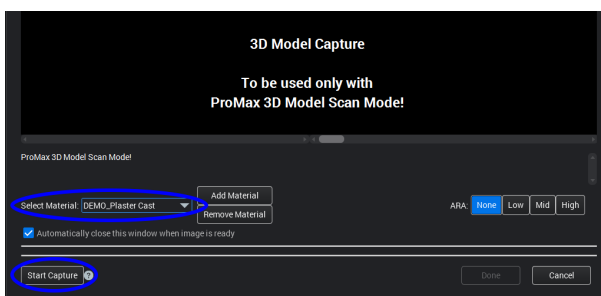 3D Model Capture
To be used only with
ProMax 3D Model Scan Mode!
ProMax 3D Model Scan Mode!
Add Material
Select Material: DEMO_Plaster Cast
ARA: None Low Mid High
Remove Material
Automatically close this window when image is ready
Start Capture ? Done Cancel